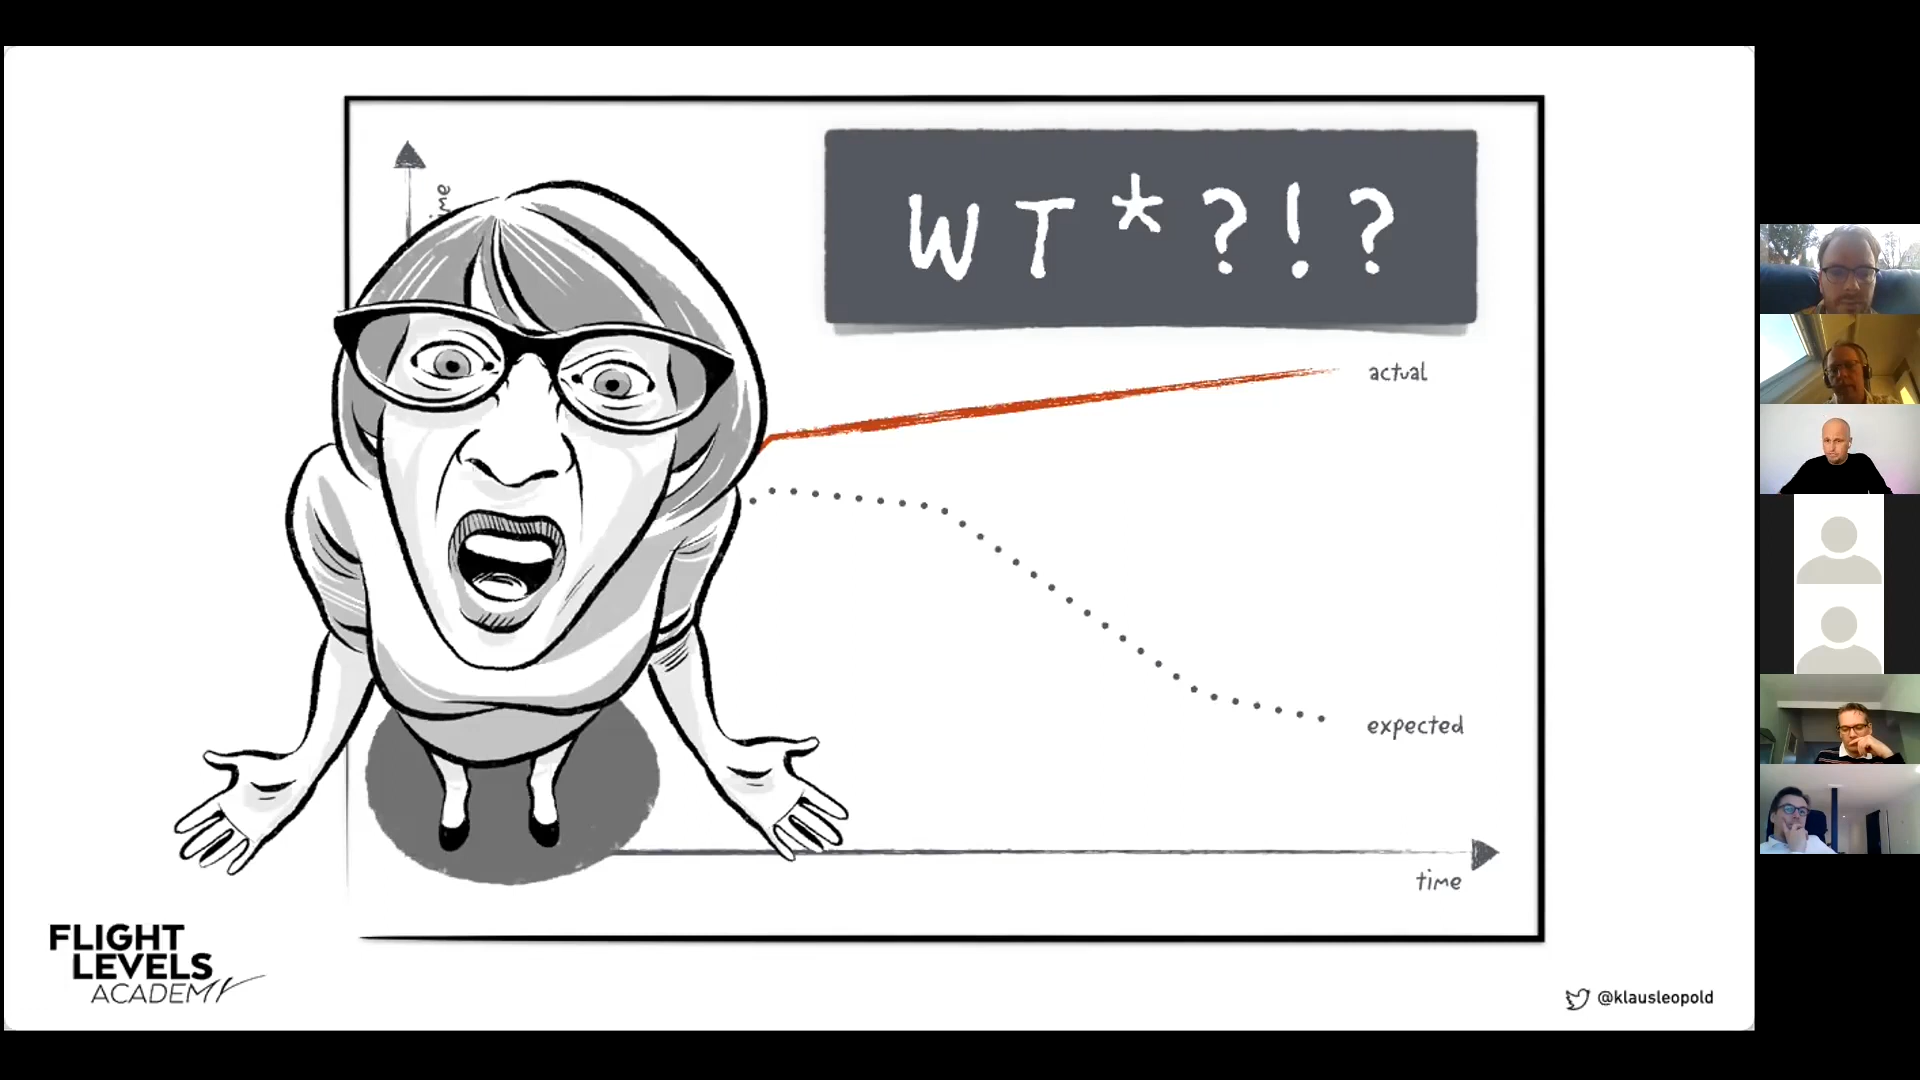 WT*?!?
actual
expected
time
FLIGHT
LEVELS
ACADEMY
@klausleopold